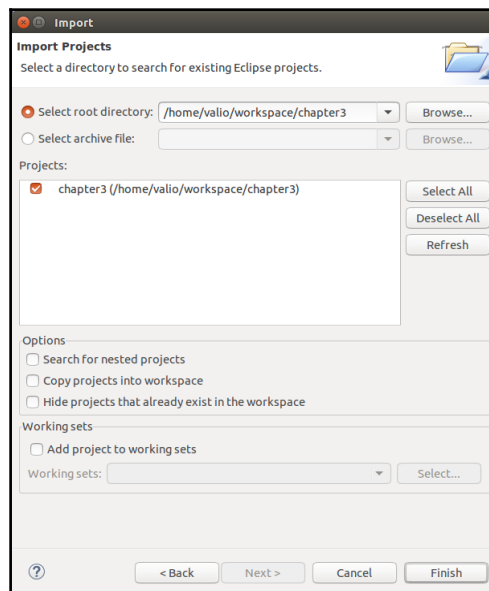 Import
Import Projects
Select a directory to search for existing Eclipse projects.
Select root directory: /home/valio/workspace/chapter3 Browse...
Select archive file: Browse...
Projects:
chapter3 (/home/valio/workspace/chapter3)
Select All
Deselect All
Refresh
Options
Search for nested projects
Copy projects into workspace
Hide projects that already exist in the workspace
Working sets
Add project to working sets
Working sets: Select...
? < Back Next > Cancel Finish